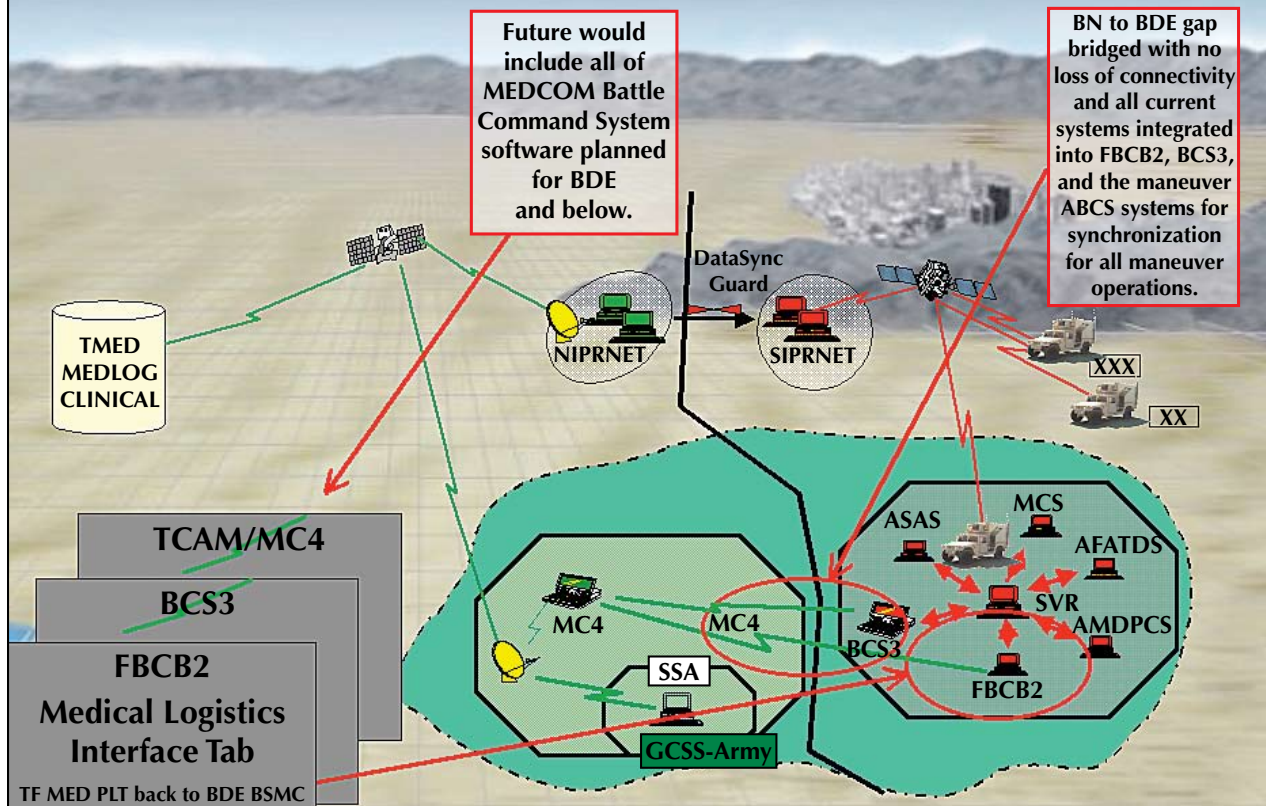 Future would
include all of
MEDCOM Battle
Command System
software planned
for BDE
and below.
BN to BDE gap
bridged with no
loss of connectivity
and all current
systems integrated
into FBCB2, BCS3,
and the maneuver
ABCS systems for
synchronization
for all maneuver
operations.
DataSync
Guard
NIPRNET
SIPRNET
TMED
MEDLOG
CLINICAL
XXX
XX
TCAM/MC4
BCS3
FBCB2
Medical Logistics
Interface Tab
TF MED PLT back to BDE BSMC
MC4
MC4
SSA
GCSS-Army
ASAS
MCS
AFATDS
SVR
AMDPCS
BCS3
FBCB2